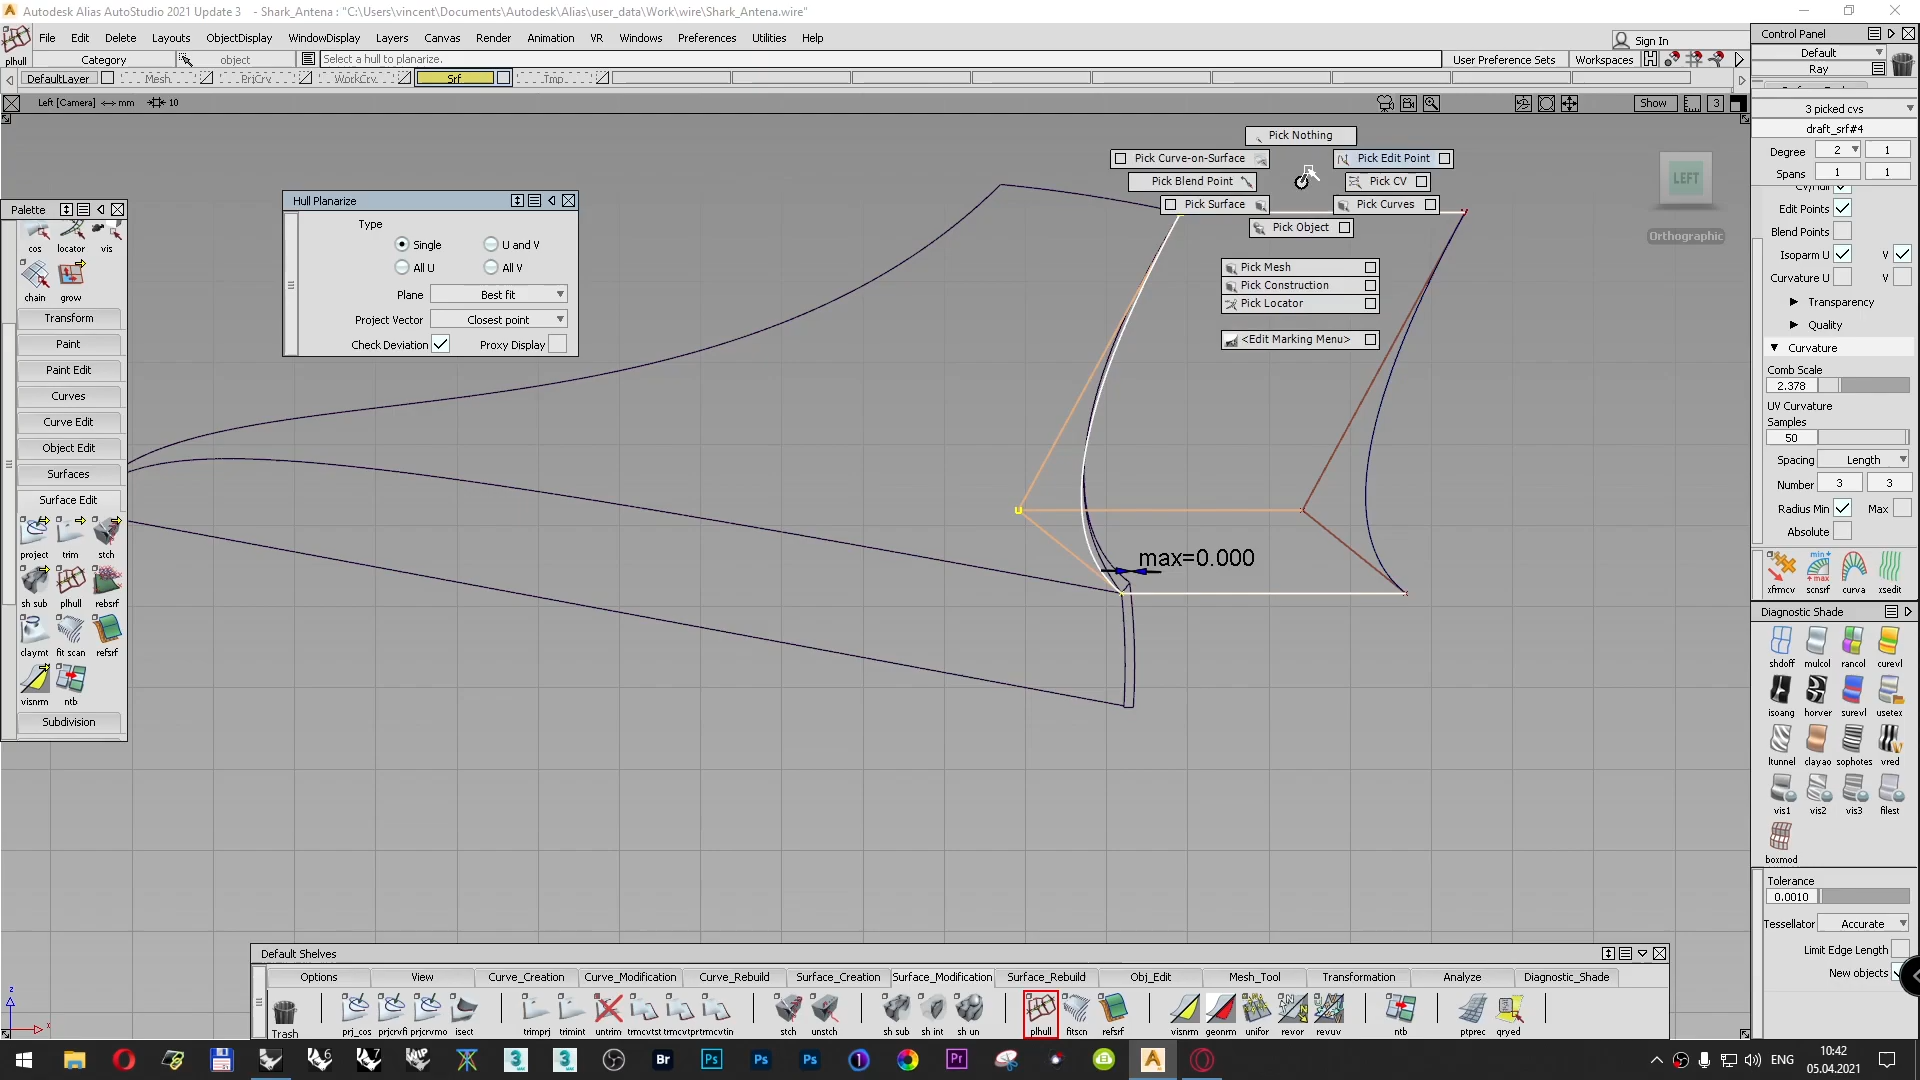 Autodesk Alias AutoStudio 2021 Update 3 - Shark_Antena : "C:\Users\vincent\Documents\Autodesk\Alias\user_data\Work\wire\Shark_Antena.wire"
File Edit Delete Layouts ObjectDisplay WindowDisplay Layers Canvas Render Animation VR Windows Preferences Utilities Help
Sign In
plhull Category object Select a hull to planarize. User Preference Sets Workspaces
DefaultLayer Mesh PrjCrv WorkCrv Srf Tmp
Left [Camera] mm 10 Show 3
Pick Nothing
Pick Curve-on-Surface Pick Edit Point
Pick Blend Point Pick CV
Pick Surface Pick Curves
Pick Object
Pick Mesh
Pick Construction
Pick Locator
<Edit Marking Menu>
LEFT
Orthographic
Hull Planarize
Type
Single U and V
All U All V
Plane Best fit
Project Vector Closest point
Check Deviation Proxy Display
u
max=0.000
Palette
cos locator vis
chain grow
Transform
Paint
Paint Edit
Curves
Curve Edit
Object Edit
Surfaces
Surface Edit
project trim stch
sh sub plhull rebsrf
claymt fit scan refsrf
visnrm ntb
Subdivision
Control Panel
Default
Ray
3 picked cvs
draft_srf#4
Degree 2 1
Spans 1 1
CV/Hull
Edit Points
Blend Points
Isoparm U V
Curvature U V
Transparency
Quality
Curvature
Comb Scale
2.378
UV Curvature
Samples
50
Spacing Length
Number 3 3
Radius Min Max
Absolute
xfrmcv scnsrf curva xsedit
Diagnostic Shade
shdoff mulcol rancol curevl
isoang horver surevl usetex
ltunnel clayao sophotes vred
vis1 vis2 vis3 filest
boxmod
Tolerance
0.0010
Tessellator Accurate
Limit Edge Length
New objects
Default Shelves
Options View Curve_Creation Curve_Modification Curve_Rebuild Surface_Creation Surface_Modification Surface_Rebuild Obj_Edit Mesh_Tool Transformation Analyze Diagnostic_Shade
Trash prj_cos prjcrvfi prjcrvmo isect trimprj trimint untrim trmcvtst trmcvtpr trmcvtin stch unstch sh sub sh int sh un plhull fitscn refsrf visnrm geonrm unifor revor revuv ntb ptprec qryed
z
x
ENG
10:42
05.04.2021